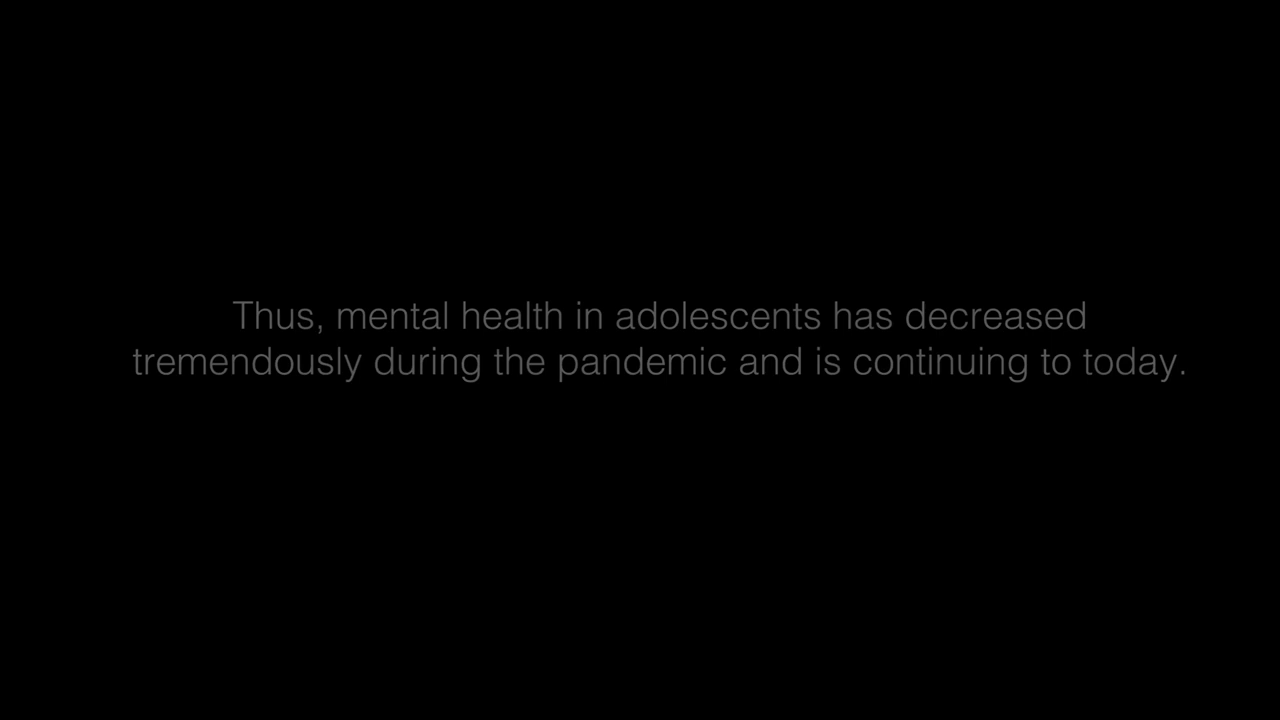 Thus, mental health in adolescents has decreased
tremendously during the pandemic and is continuing to today.